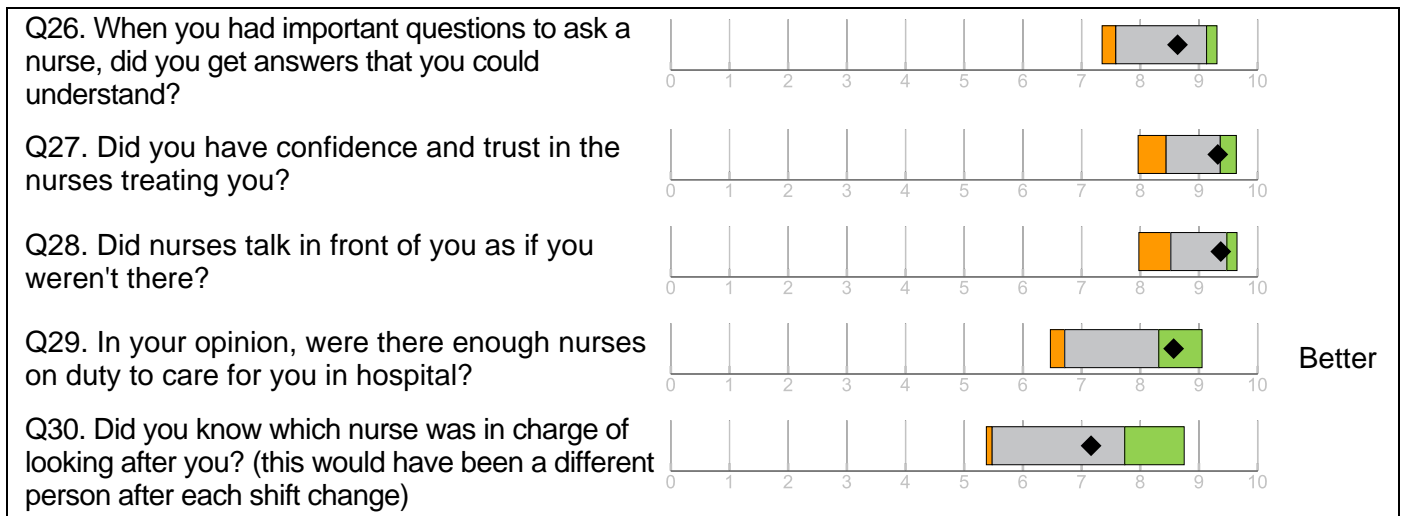 Q26. When you had important questions to ask a
nurse, did you get answers that you could
understand?
0 1 2 3 4 5 6 7 8 9 10
Q27. Did you have confidence and trust in the
nurses treating you?
0 1 2 3 4 5 6 7 8 9 10
Q28. Did nurses talk in front of you as if you
weren't there?
0 1 2 3 4 5 6 7 8 9 10
Q29. In your opinion, were there enough nurses
on duty to care for you in hospital?
0 1 2 3 4 5 6 7 8 9 10
Better
Q30. Did you know which nurse was in charge of
looking after you? (this would have been a different
person after each shift change)
0 1 2 3 4 5 6 7 8 9 10